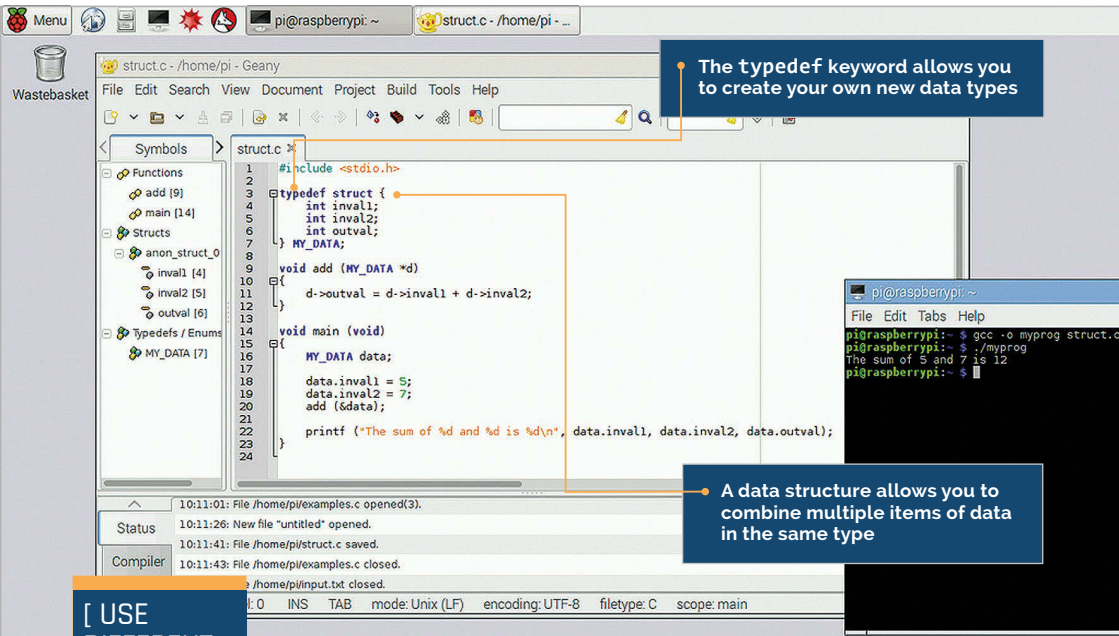 Menu
pi@raspberrypi: ~
struct.c - /home/pi - ...
Wastebasket
struct.c - /home/pi - Geany
File Edit Search View Document Project Build Tools Help
The typedef keyword allows you
to create your own new data types
Symbols
struct.c
Functions
add [9]
main [14]
Structs
anon_struct_0
inval1 [4]
inval2 [5]
outval [6]
Typedefs / Enums
MY_DATA [7]
1 #include <stdio.h>
2
3 typedef struct {
4 int inval1;
5 int inval2;
6 int outval;
7 } MY_DATA;
8
9 void add (MY_DATA *d)
10 {
11 d->outval = d->inval1 + d->inval2;
12 }
13
14 void main (void)
15 {
16 MY_DATA data;
17
18 data.inval1 = 5;
19 data.inval2 = 7;
20 add (&data);
21
22 printf ("The sum of %d and %d is %d\n", data.inval1, data.inval2, data.outval);
23 }
24
pi@raspberrypi: ~
File Edit Tabs Help
pi@raspberrypi:~ $ gcc -o myprog struct.c
pi@raspberrypi:~ $ ./myprog
The sum of 5 and 7 is 12
pi@raspberrypi:~ $
A data structure allows you to
combine multiple items of data
in the same type
Status
Compiler
10:11:01: File /home/pi/examples.c opened(3).
10:11:26: New file "untitled" opened.
10:11:41: File /home/pi/struct.c saved.
10:11:43: File /home/pi/examples.c closed.
/home/pi/input.txt closed.
0 INS TAB mode: Unix (LF) encoding: UTF-8 filetype: C scope: main
[ USE